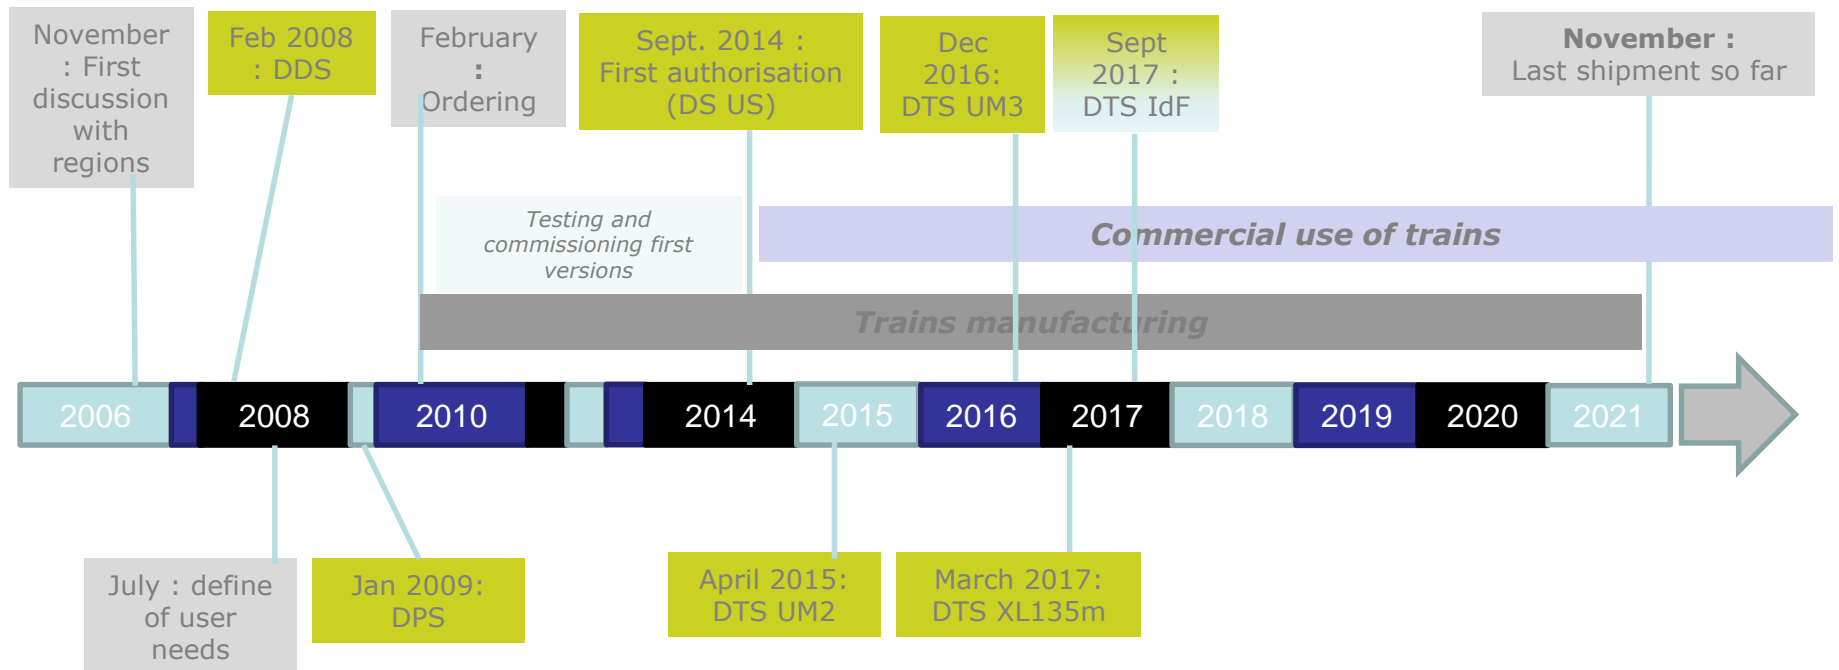 November
: First
discussion
with
regions
Feb 2008
: DDS
February
:
Ordering
Sept. 2014 :
First authorisation
(DS US)
Dec
2016:
DTS UM3
Sept
2017 :
DTS IdF
November :
Last shipment so far
Testing and
commissioning first
versions
Commercial use of trains
Trains manufacturing
2006
2008
2010
2014
2015
2016
2017
2018
2019
2020
2021
July : define
of user
needs
Jan 2009:
DPS
April 2015:
DTS UM2
March 2017:
DTS XL135m